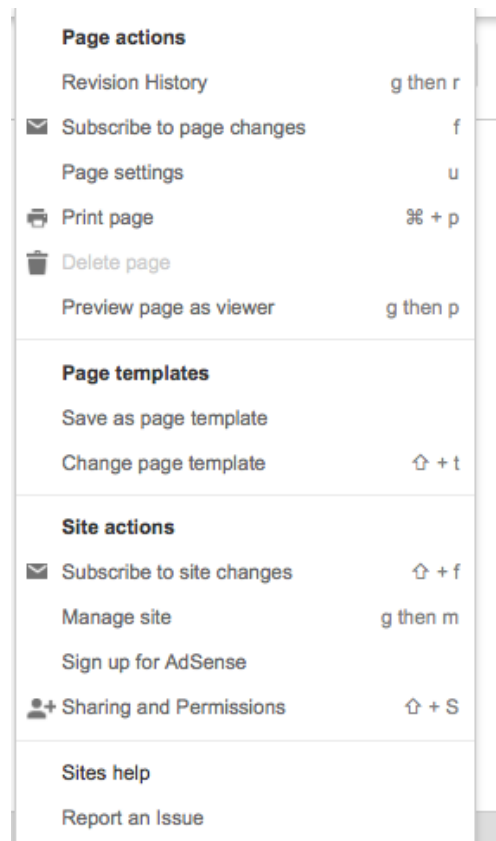 Page actions
Revision History g then r
Subscribe to page changes f
Page settings u
Print page ⌘ + p
Delete page
Preview page as viewer g then p
Page templates
Save as page template
Change page template ⇧ + t
Site actions
Subscribe to site changes ⇧ + f
Manage site g then m
Sign up for AdSense
Sharing and Permissions ⇧ + S
Sites help
Report an Issue